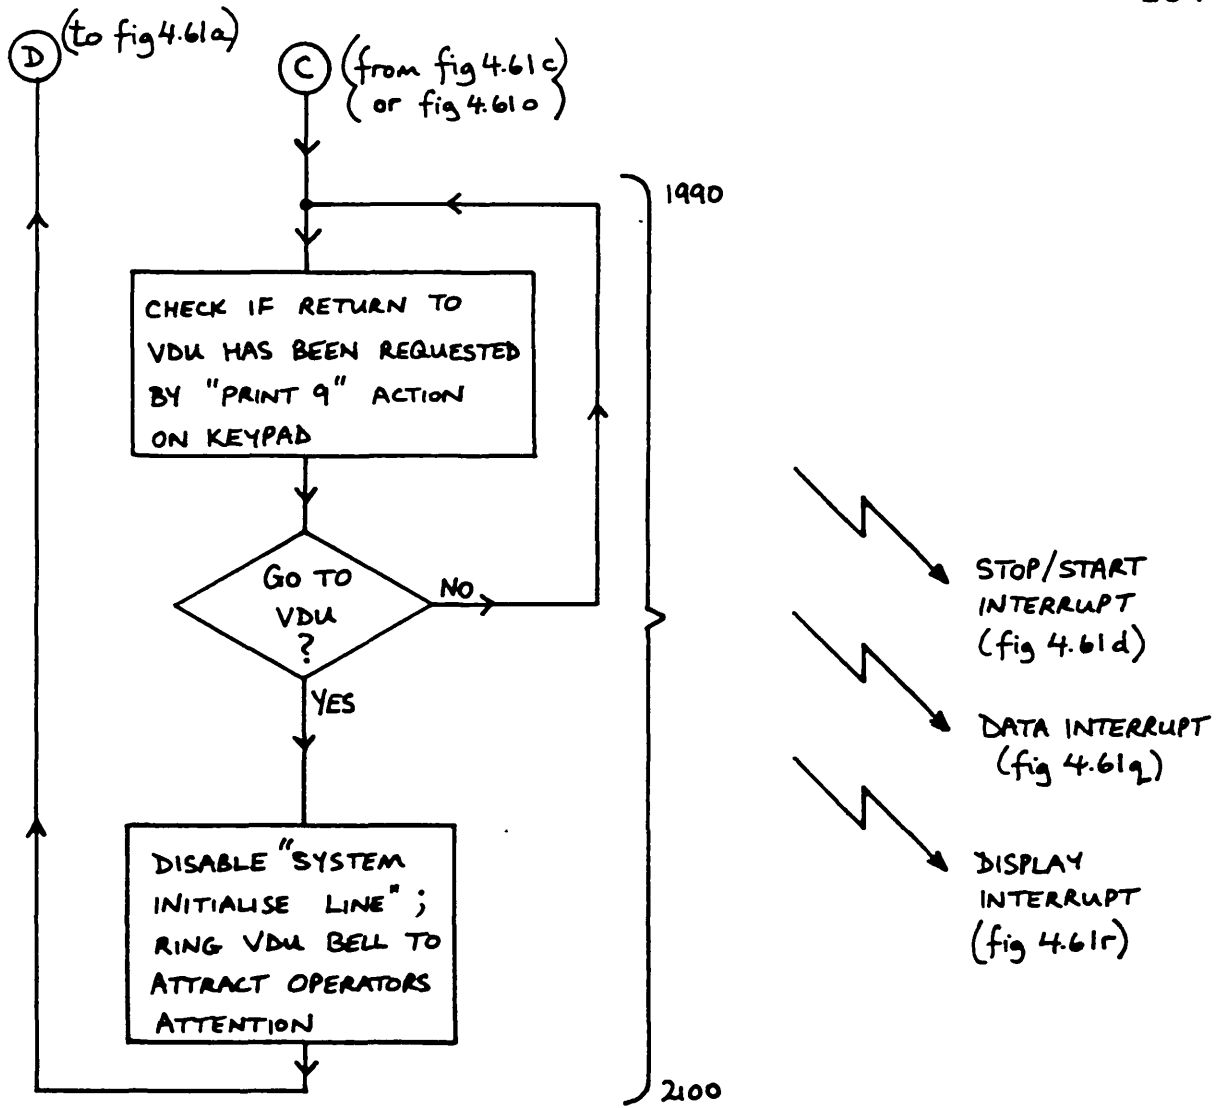 D
(to fig 4.61a)
C
(from fig 4.61c)
(or fig 4.61o)
1990
CHECK IF RETURN TO
VDU HAS BEEN REQUESTED
BY "PRINT 9" ACTION
ON KEYPAD
GO TO
VDU
?
NO
YES
DISABLE "SYSTEM
INITIALISE LINE";
RING VDU BELL TO
ATTRACT OPERATORS
ATTENTION
2100
STOP/START
INTERRUPT
(fig 4.61d)
DATA INTERRUPT
(fig 4.61q)
DISPLAY
INTERRUPT
(fig 4.61r)